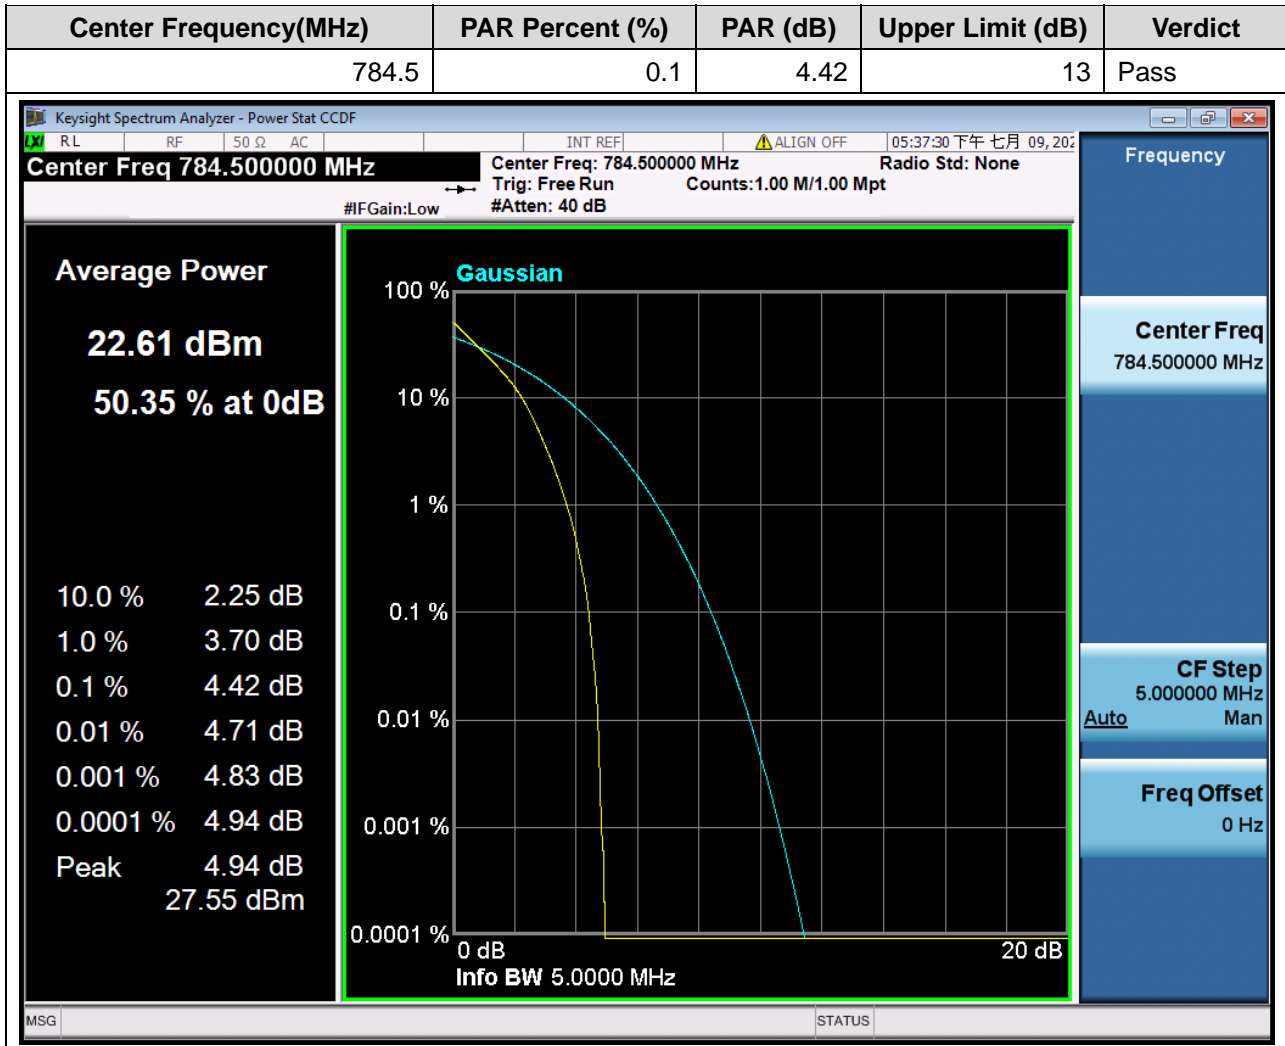 Center Frequency(MHz) PAR Percent (%) PAR (dB) Upper Limit (dB) Verdict
784.5 0.1 4.42 13 Pass
Keysight Spectrum Analyzer - Power Stat CCDF
LXI RL RF 50 Ω AC INT REF ALIGN OFF 05:37:30 下午 七月 09, 202
Center Freq 784.500000 MHz
Center Freq: 784.500000 MHz Radio Std: None
Trig: Free Run Counts:1.00 M/1.00 Mpt
#IFGain:Low #Atten: 40 dB
Average Power
22.61 dBm
50.35 % at 0dB
10.0 % 2.25 dB
1.0 % 3.70 dB
0.1 % 4.42 dB
0.01 % 4.71 dB
0.001 % 4.83 dB
0.0001 % 4.94 dB
Peak 4.94 dB
27.55 dBm
Gaussian
100 %
10 %
1 %
0.1 %
0.01 %
0.001 %
0.0001 %
0 dB 20 dB
Info BW 5.0000 MHz
Frequency
Center Freq
784.500000 MHz
CF Step
5.000000 MHz
Auto Man
Freq Offset
0 Hz
MSG STATUS